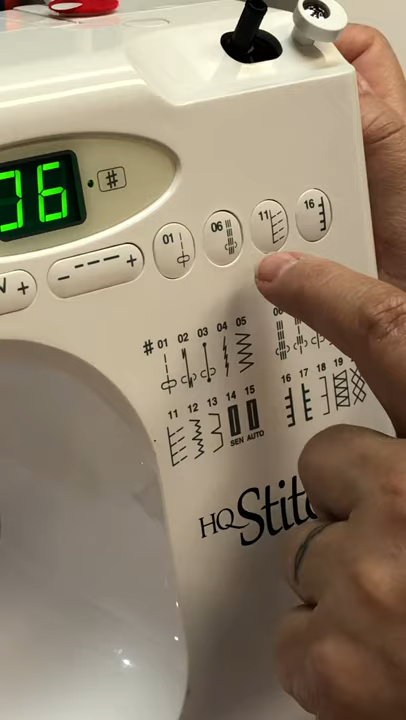 06
#
01 06 11 16
+
- +
# 01 02 03 04 05
11 12 13 14 15
16 17 18 19
SEN AUTO
HQ Stit